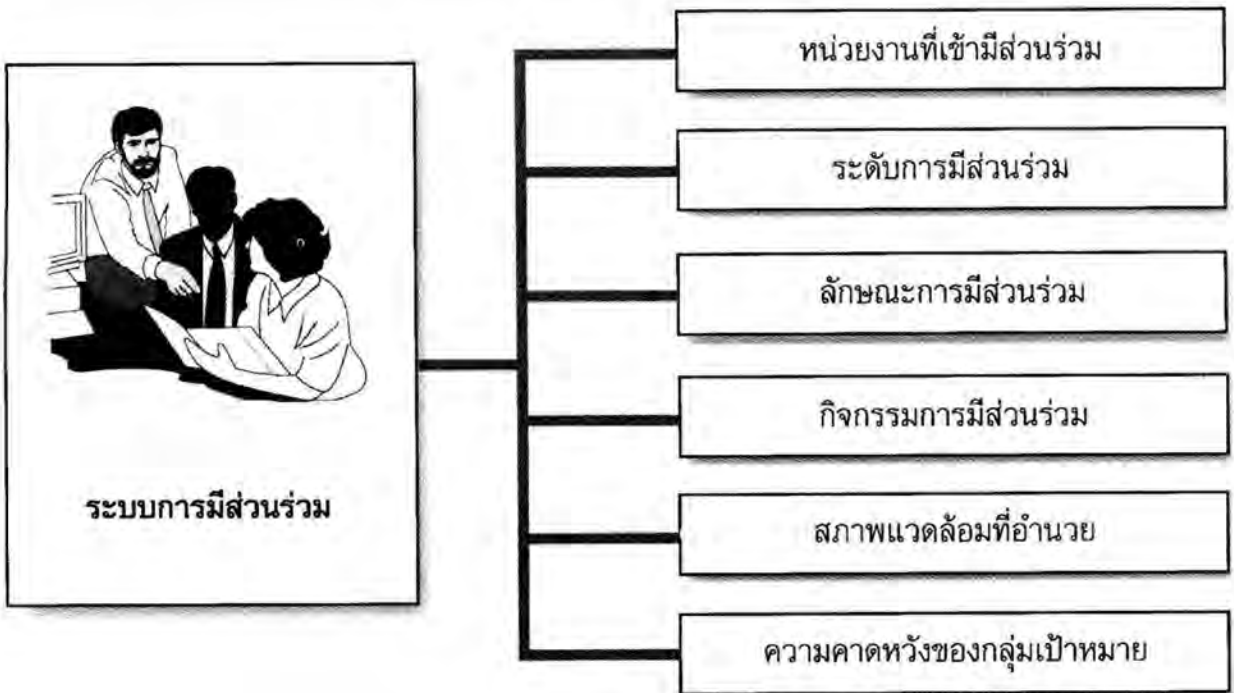 ระบบการมีส่วนร่วม
หน่วยงานที่เข้ามีส่วนร่วม
ระดับการมีส่วนร่วม
ลักษณะการมีส่วนร่วม
กิจกรรมการมีส่วนร่วม
สภาพแวดล้อมที่อำนวย
ความคาดหวังของกลุ่มเป้าหมาย